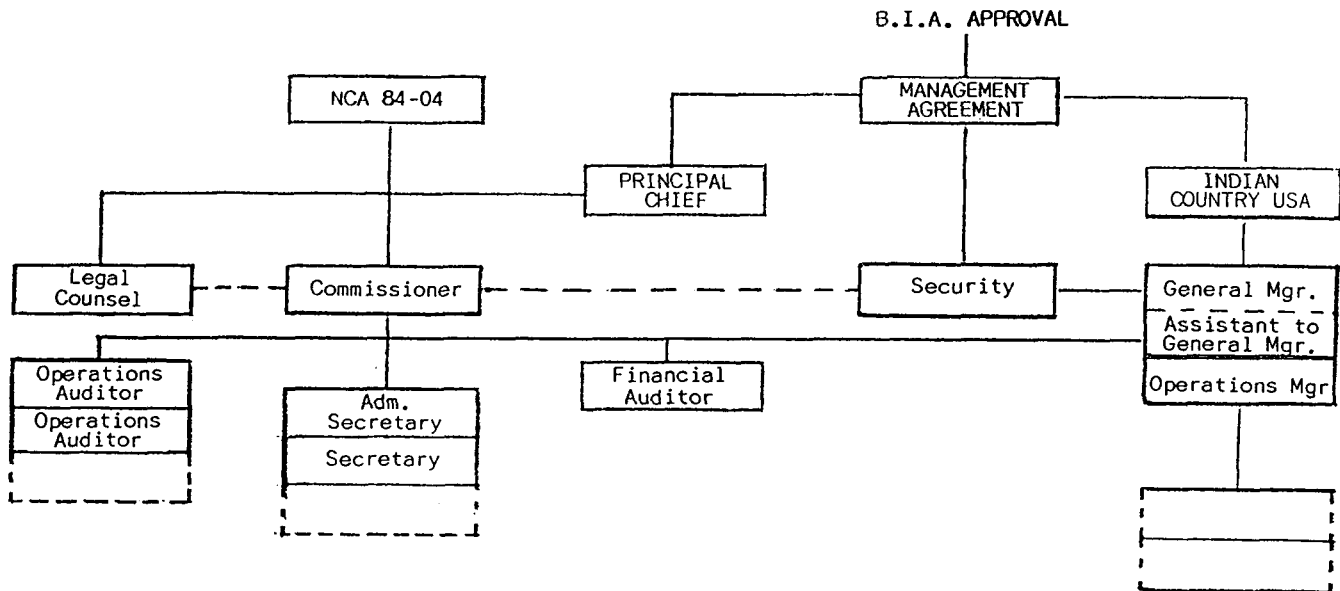 B.I.A. APPROVAL
NCA 84-04
MANAGEMENT
AGREEMENT
PRINCIPAL
CHIEF
INDIAN
COUNTRY USA
Legal
Counsel
Commissioner
Security
General Mgr.
Assistant to
General Mgr.
Operations Mgr
Operations
Auditor
Operations
Auditor
Adm.
Secretary
Secretary
Financial
Auditor